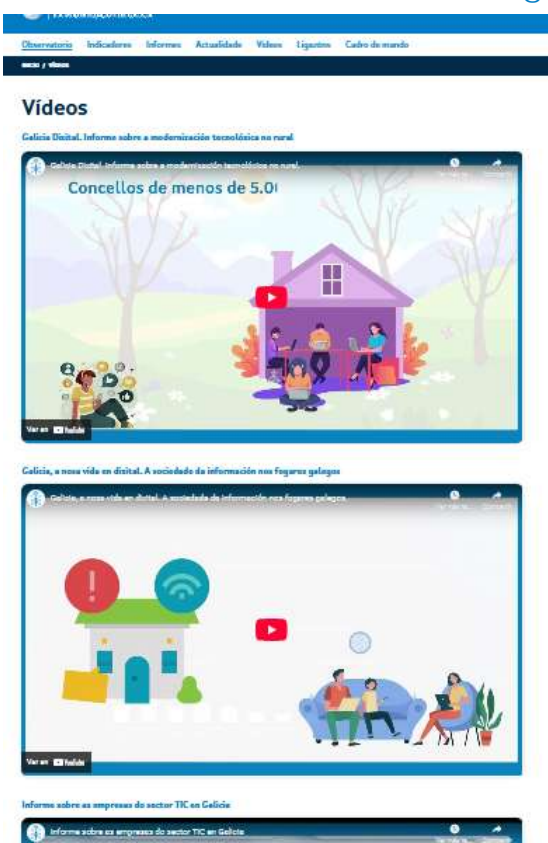 Observatorio Indicadores Informes Actualidade Vídeos Ligazóns Cadro de mando
INICIO / VÍDEOS
Vídeos
Galicia Dixital. Informe sobre a modernización tecnolóxica no rural
Galicia Dixital. Informe sobre a modernización tecnolóxica no rural.
Concellos de menos de 5.0
Ver en YouTube
Galicia, a nosa vida en dixital. A sociedade da información nos fogares galegos
Galicia, a nosa vida en dixital. A sociedade da información nos fogares galegos.
Ver en YouTube
Informe sobre as empresas do sector TIC en Galicia
Informe sobre as empresas do sector TIC en Galicia